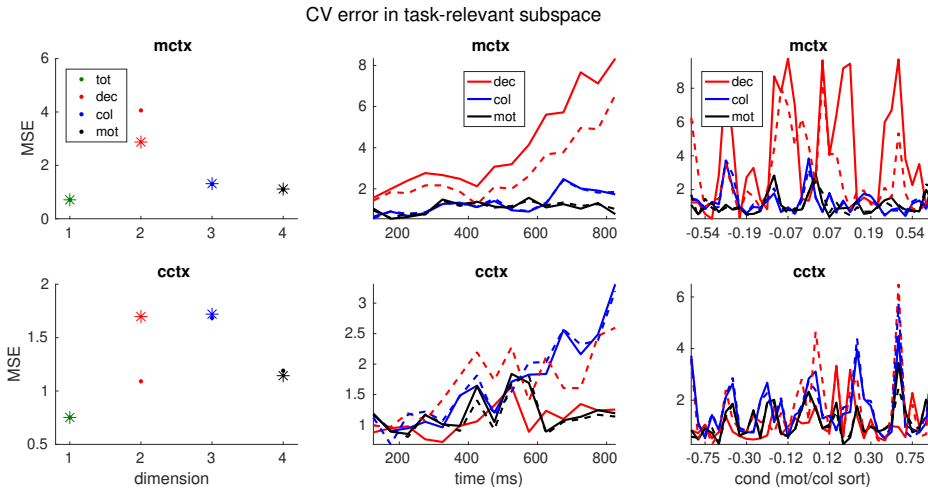 CV error in task-relevant subspace
mctx
MSE
6
4
2
0
1 2 3 4
tot
dec
col
mot
mctx
8
6
4
2
200 400 600 800
dec
col
mot
mctx
8
6
4
2
-0.54 -0.19 -0.07 0.07 0.19 0.54
dec
col
mot
cctx
MSE
2
1.5
1
0.5
1 2 3 4
dimension
cctx
3
2.5
2
1.5
1
200 400 600 800
time (ms)
cctx
6
4
2
-0.75 -0.30 -0.12 0.12 0.30 0.75
cond (mot/col sort)